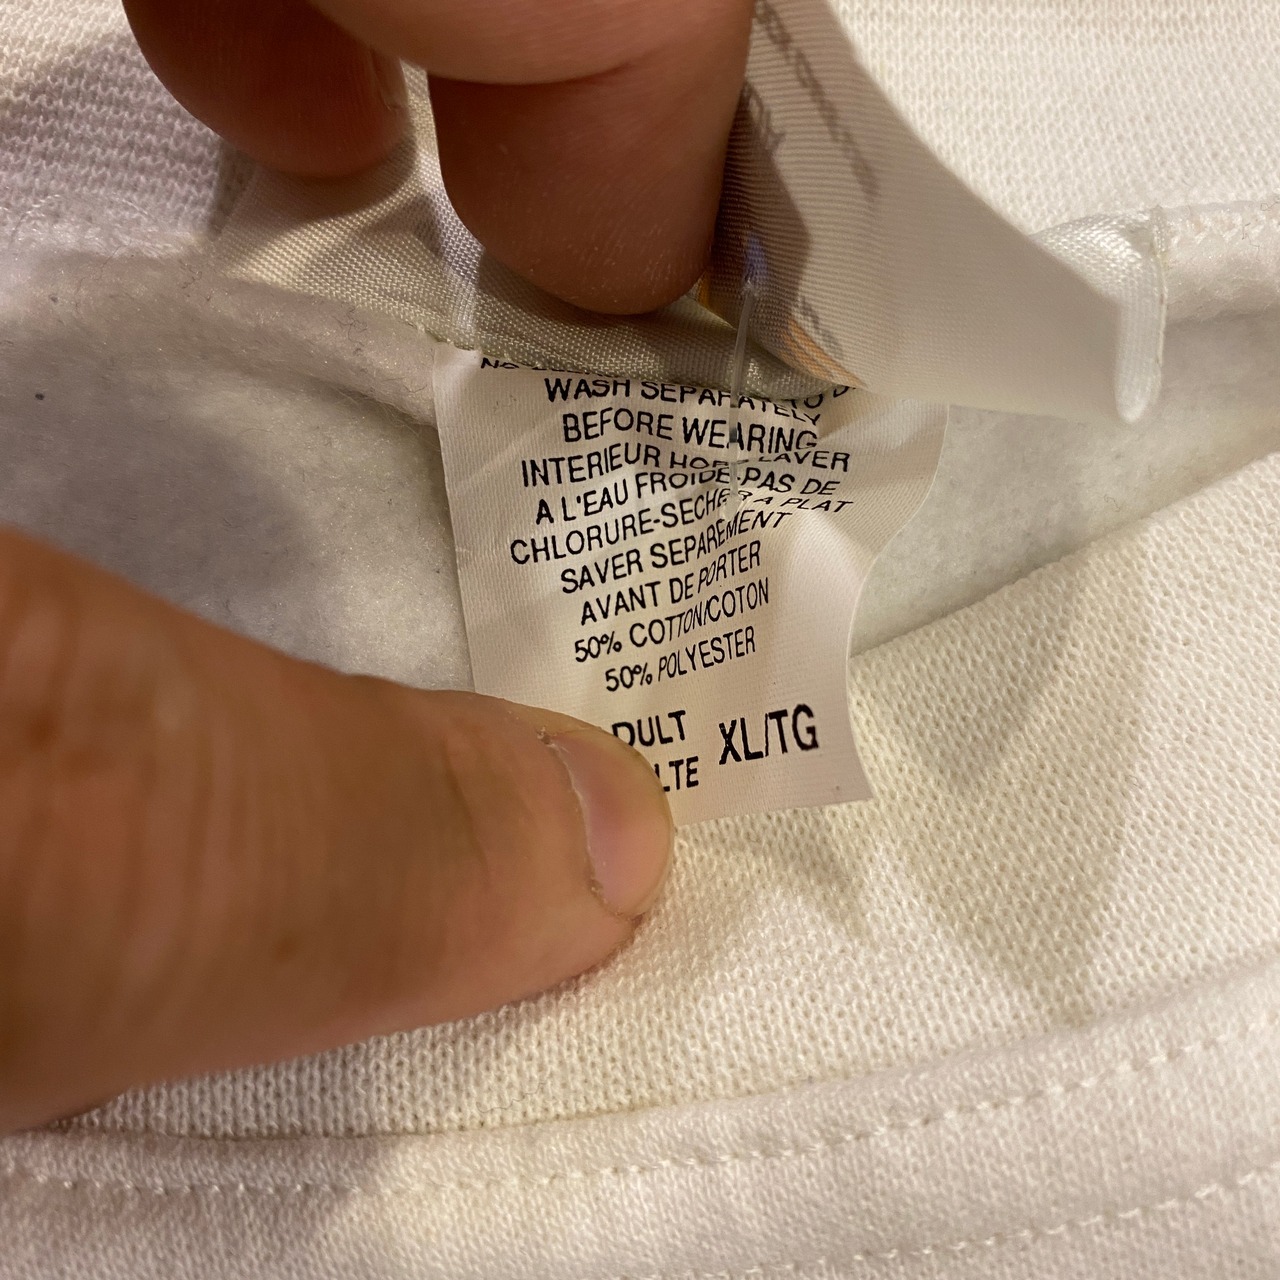 WASH SEPARATELY
BEFORE WEARING
INTERIEUR HORS LAVER
A L'EAU FROIDE-PAS DE
CHLORURE-SECHER A PLAT
SAVER SEPAREMENT
AVANT DE PORTER
50% COTTON/COTON
50% POLYESTER
DULT XL/TG
LTE